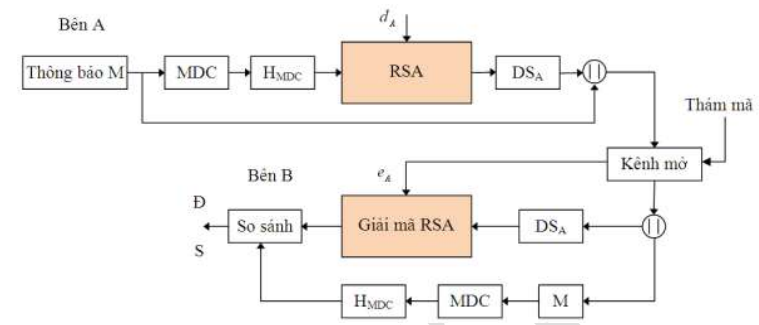 Bên A
d_A
Thông báo M
MDC
H_MDC
RSA
DS_A
||
Thám mã
Kênh mở
Bên B
e_A
Đ
So sánh
Giải mã RSA
DS_A
||
S
H_MDC
MDC
M